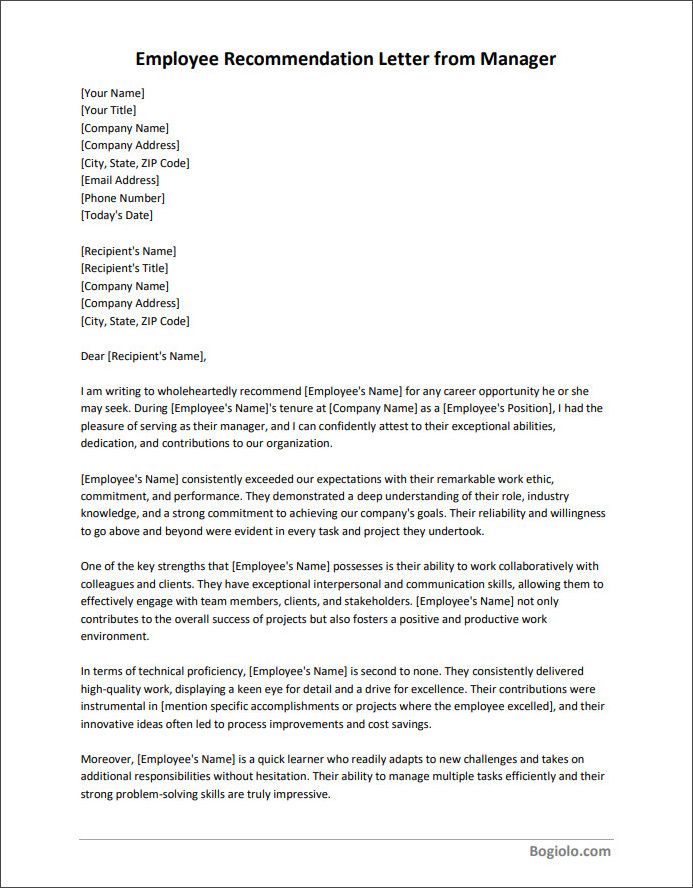 Employee Recommendation Letter from Manager
[Your Name]
[Your Title]
[Company Name]
[Company Address]
[City, State, ZIP Code]
[Email Address]
[Phone Number]
[Today's Date]
[Recipient's Name]
[Recipient's Title]
[Company Name]
[Company Address]
[City, State, ZIP Code]
Dear [Recipient's Name],
I am writing to wholeheartedly recommend [Employee's Name] for any career opportunity he or she
may seek. During [Employee's Name]'s tenure at [Company Name] as a [Employee's Position], I had the
pleasure of serving as their manager, and I can confidently attest to their exceptional abilities,
dedication, and contributions to our organization.
[Employee's Name] consistently exceeded our expectations with their remarkable work ethic,
commitment, and performance. They demonstrated a deep understanding of their role, industry
knowledge, and a strong commitment to achieving our company's goals. Their reliability and willingness
to go above and beyond were evident in every task and project they undertook.
One of the key strengths that [Employee's Name] possesses is their ability to work collaboratively with
colleagues and clients. They have exceptional interpersonal and communication skills, allowing them to
effectively engage with team members, clients, and stakeholders. [Employee's Name] not only
contributes to the overall success of projects but also fosters a positive and productive work
environment.
In terms of technical proficiency, [Employee's Name] is second to none. They consistently delivered
high-quality work, displaying a keen eye for detail and a drive for excellence. Their contributions were
instrumental in [mention specific accomplishments or projects where the employee excelled], and their
innovative ideas often led to process improvements and cost savings.
Moreover, [Employee's Name] is a quick learner who readily adapts to new challenges and takes on
additional responsibilities without hesitation. Their ability to manage multiple tasks efficiently and their
strong problem-solving skills are truly impressive.
Bogiolo.com